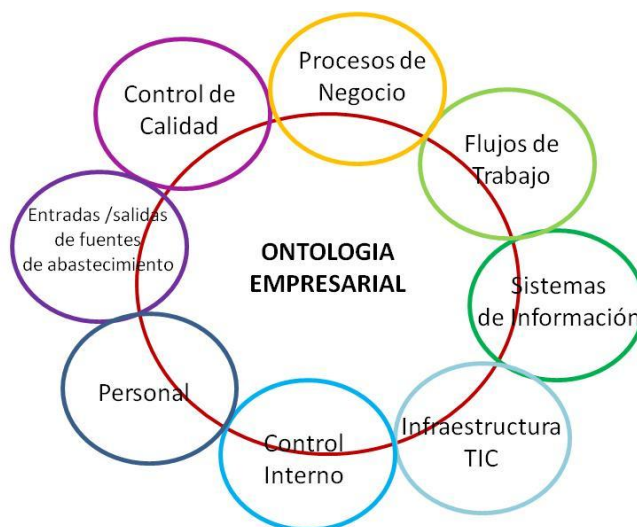 Procesos de
Negocio
Flujos de
Trabajo
Sistemas
de Información
Infraestructura
TIC
Control
Interno
Personal
Entradas /salidas
de fuentes
de abastecimiento
Control de
Calidad
ONTOLOGIA
EMPRESARIAL